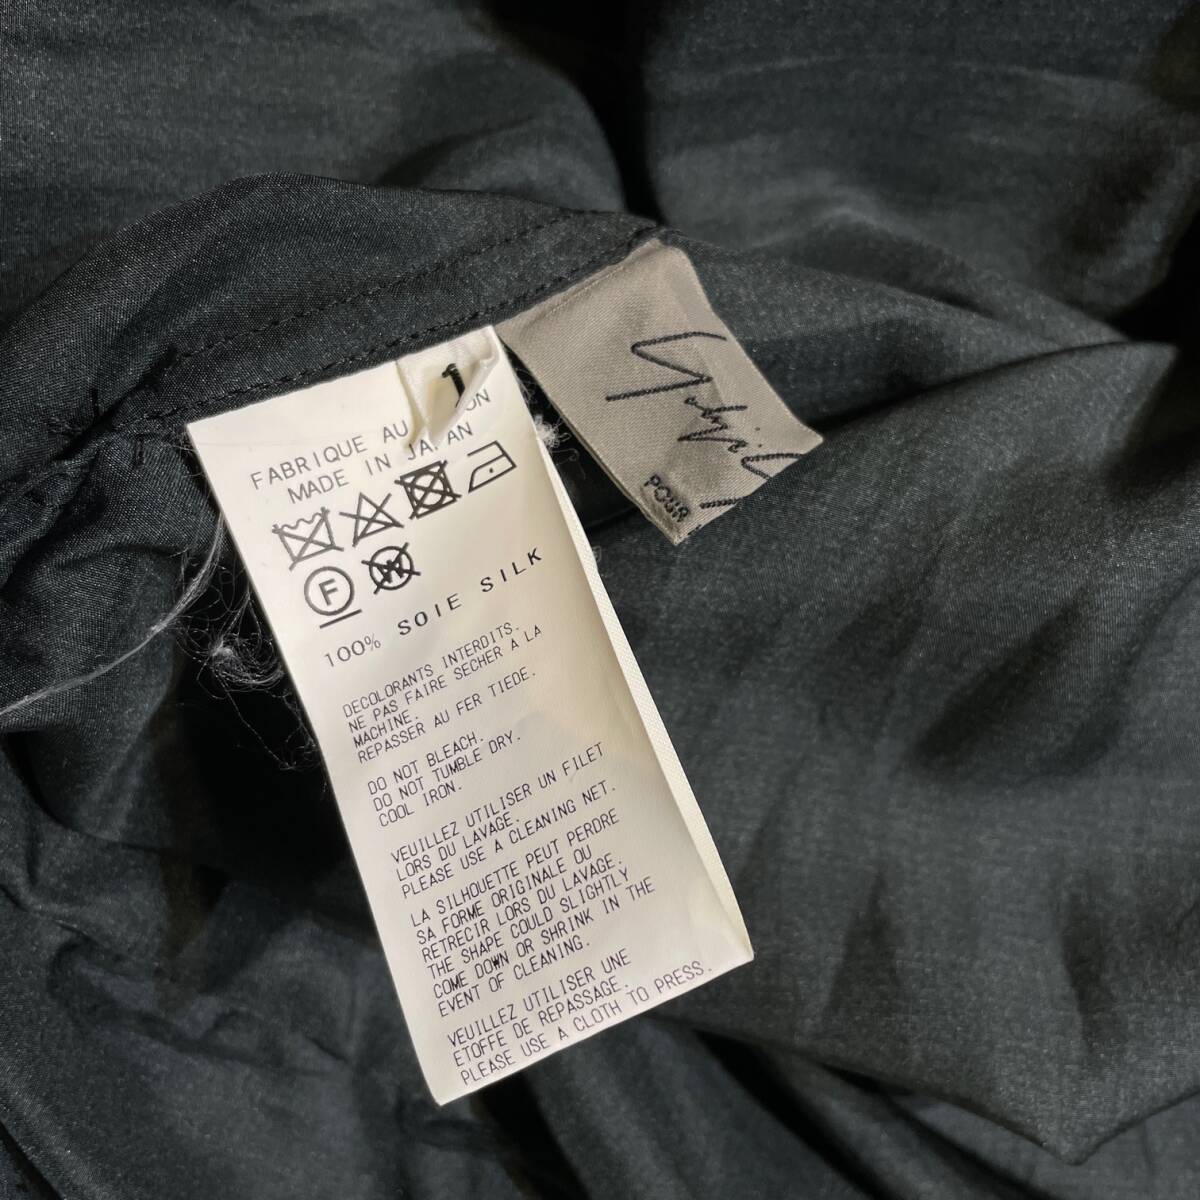 1
FABRIQUE AU
MADE IN JAPAN
F
W
100% SOIE SILK
DECOLORANTS INTERDITS.
NE PAS FAIRE SECHER A LA
MACHINE.
REPASSER AU FER TIEDE.
DO NOT BLEACH.
DO NOT TUMBLE DRY.
COOL IRON.
VEUILLEZ UTILISER UN FILET
LORS DU LAVAGE.
PLEASE USE A CLEANING NET.
LA SILHOUETTE PEUT PERDRE
SA FORME ORIGINALE OU
RETRECIR LORS DU LAVAGE.
THE SHAPE COULD SLIGHTLY
COME DOWN OR SHRINK IN THE
EVENT OF CLEANING.
VEUILLEZ UTILISER UNE
ETOFFE DE REPASSAGE.
PLEASE USE A CLOTH TO PRESS.
POUR